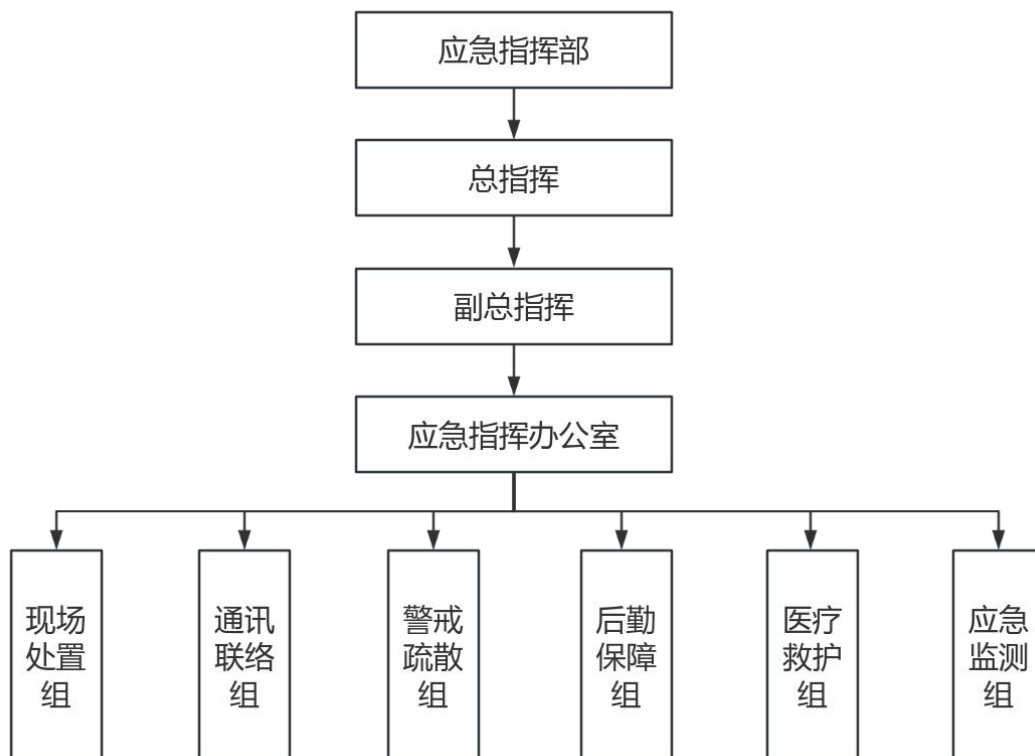 应急指挥部
总指挥
副总指挥
应急指挥办公室
现场
处置
组
通讯
联络
组
警戒
疏散
组
后勤
保障
组
医疗
救护
组
应急
监测
组